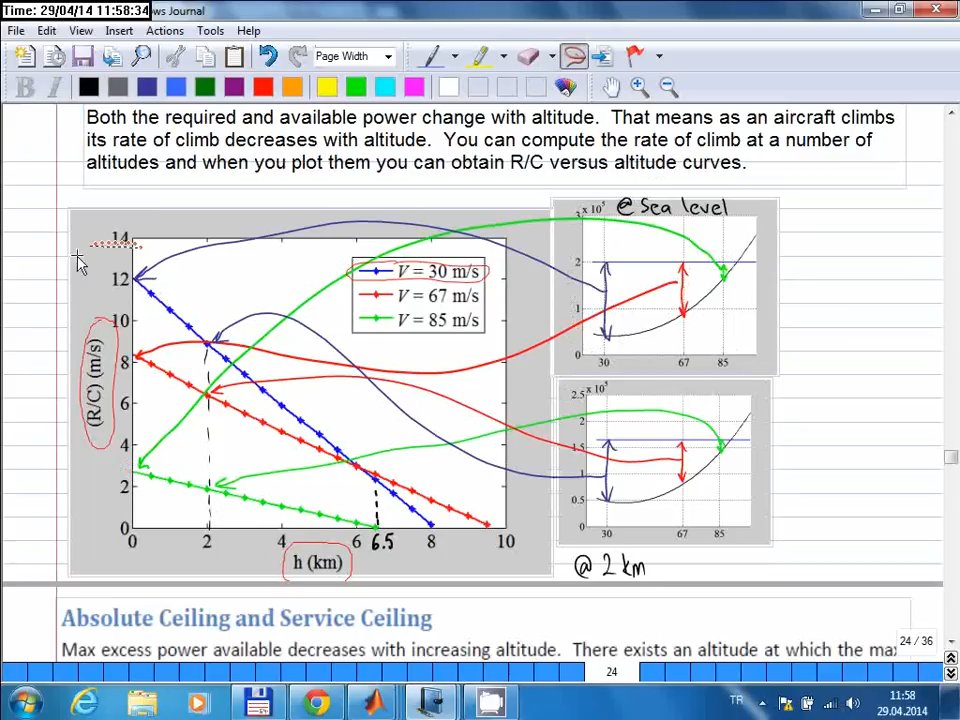 Time: 29/04/14 11:58:34
ows Journal
File Edit View Insert Actions Tools Help
Page Width
Both the required and available power change with altitude. That means as an aircraft climbs
its rate of climb decreases with altitude. You can compute the rate of climb at a number of
altitudes and when you plot them you can obtain R/C versus altitude curves.
14
12
10
8
6
4
2
0
(R/C) (m/s)
0 2 4 6 6.5 8 10
h (km)
V = 30 m/s
V = 67 m/s
V = 85 m/s
@ Sea level
3 x 10⁵
2
1
0
30 67 85
2.5 x 10⁵
2
1.5
1
0.5
0
30 67 85
@ 2 km
Absolute Ceiling and Service Ceiling
Max excess power available decreases with increasing altitude. There exists an altitude at which the max
24 / 36
24
TR
11:58
29.04.2014